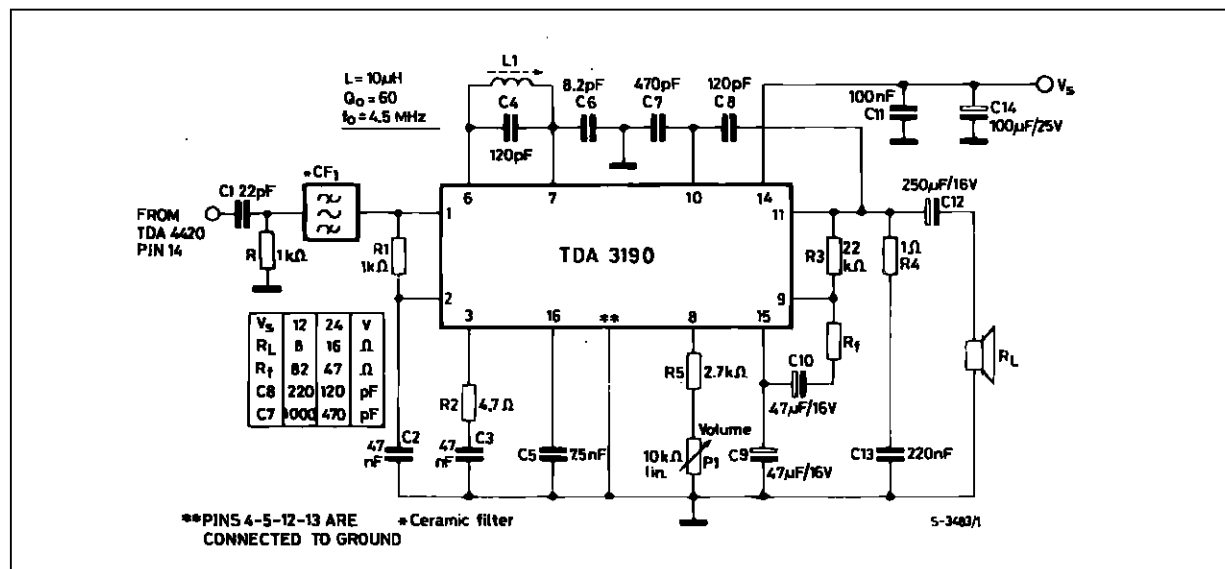 L1
L = 10μH
Q₀ = 60
f₀ = 4.5 MHz
C4
120pF
8.2pF
C6
470pF
C7
120pF
C8
100nF
C11
C14
100μF/25V
Vs
C1 22pF
*CF1
FROM
TDA 4420
PIN 14
R
1kΩ
R1
1kΩ
6
7
10
14
1
2
3
16
**
8
15
11
9
TDA 3190
R3
22
kΩ
1Ω
R4
250μF/16V
C12
Rf
RL
C10
47μF/16V
Vs 12 24 V
RL 8 16 Ω
Rf 82 47 Ω
C8 220 120 pF
C7 1000 470 pF
R2
4.7Ω
R5
2.7kΩ
47
nF
C2
47
nF
C3
C5
75nF
Volume
10kΩ
lin.
P1
C9
47μF/16V
C13
220nF
**PINS 4-5-12-13 ARE
CONNECTED TO GROUND
*Ceramic filter
S-3483/1